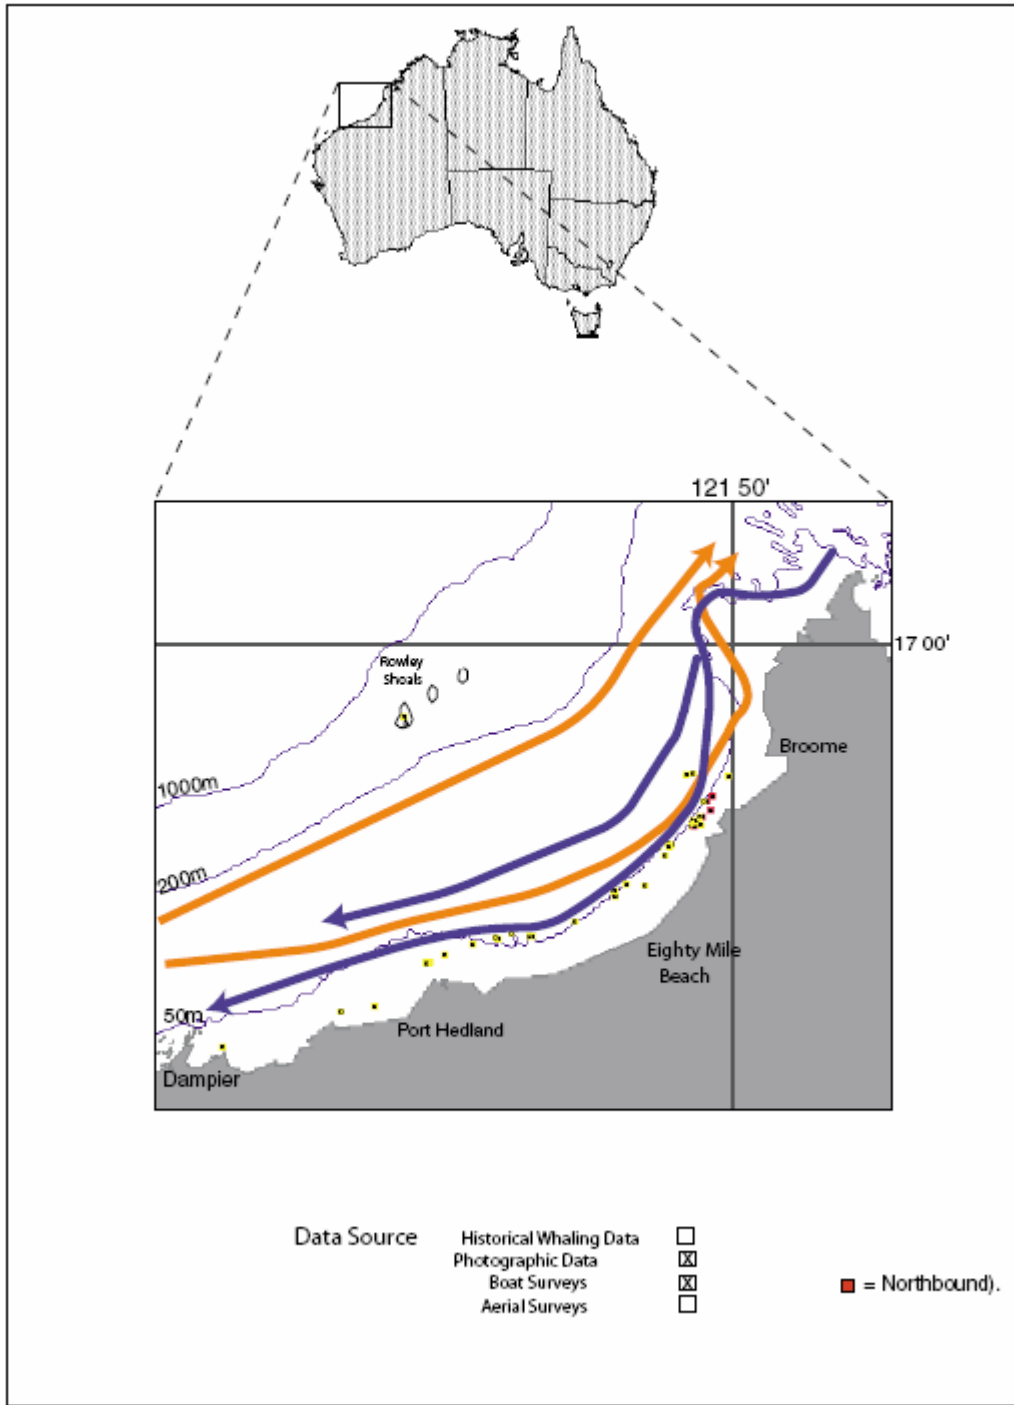 121 50'
17 00'
Rowley
Shoals
Broome
1000m
200m
Eighty Mile
Beach
50m
Port Hedland
Dampier
Data Source
Historical Whaling Data
Photographic Data X
Boat Surveys X
Aerial Surveys
= Northbound).